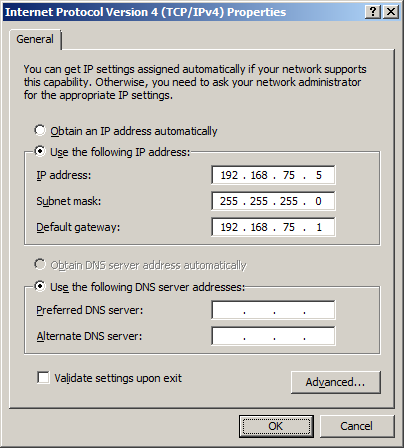 Internet Protocol Version 4 (TCP/IPv4) Properties
General
You can get IP settings assigned automatically if your network supports
this capability. Otherwise, you need to ask your network administrator
for the appropriate IP settings.
Obtain an IP address automatically
Use the following IP address:
IP address: 192 . 168 . 75 . 5
Subnet mask: 255 . 255 . 255 . 0
Default gateway: 192 . 168 . 75 . 1
Obtain DNS server address automatically
Use the following DNS server addresses:
Preferred DNS server: . . .
Alternate DNS server: . . .
Validate settings upon exit
Advanced...
OK Cancel